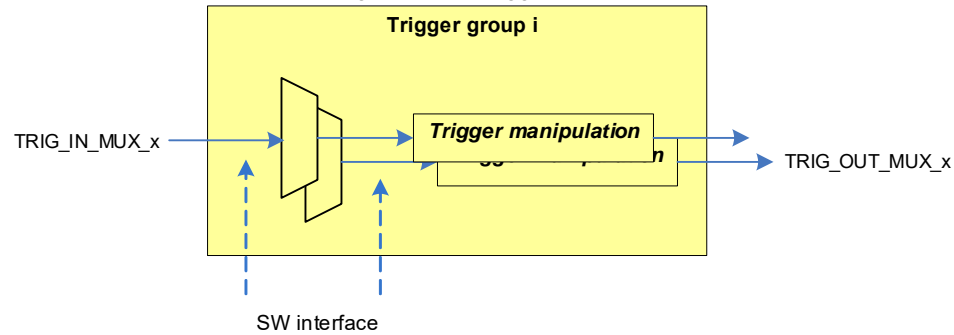 Trigger group i
TRIG_IN_MUX_x
Trigger manipulation
TRIG_OUT_MUX_x
SW interface